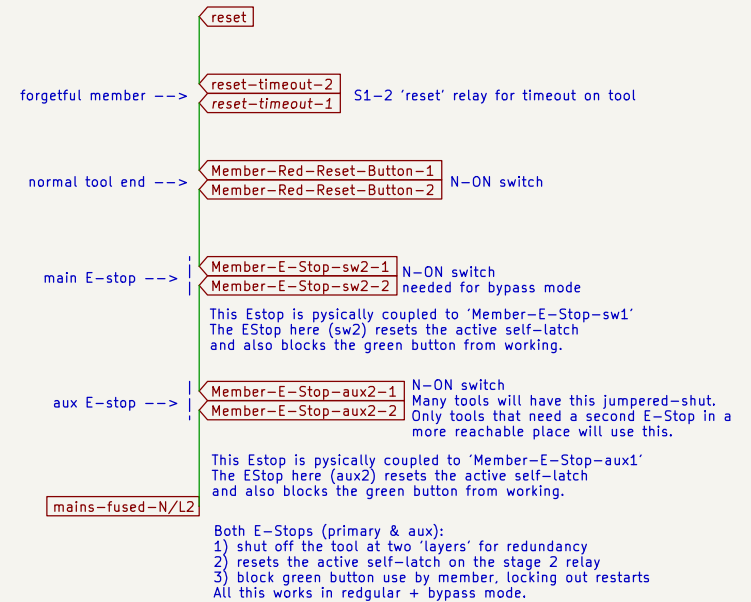 reset
reset-timeout-2
forgetful member --> reset-timeout-1 S1-2 'reset' relay for timeout on tool
Member-Red-Reset-Button-1
normal tool end --> Member-Red-Reset-Button-2 N-ON switch
Member-E-Stop-sw2-1 N-ON switch
main E-stop --> Member-E-Stop-sw2-2 needed for bypass mode
This Estop is pysically coupled to 'Member-E-Stop-sw1'
The EStop here (sw2) resets the active self-latch
and also blocks the green button from working.
N-ON switch
Member-E-Stop-aux2-1 Many tools will have this jumpered-shut.
aux E-stop --> Member-E-Stop-aux2-2 Only tools that need a second E-Stop in a
more reachable place will use this.
This Estop is pysically coupled to 'Member-E-Stop-aux1'
The EStop here (aux2) resets the active self-latch
and also blocks the green button from working.
mains-fused-N/L2
Both E-Stops (primary & aux):
1) shut off the tool at two 'layers' for redundancy
2) resets the active self-latch on the stage 2 relay
3) block green button use by member, locking out restarts
All this works in redgular + bypass mode.